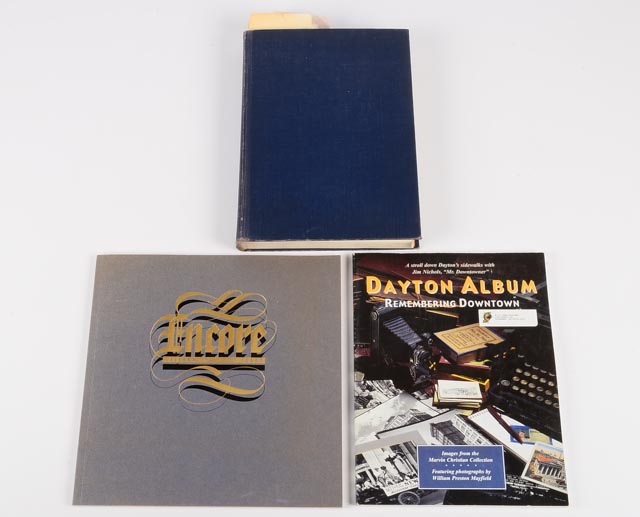 Encore
A stroll down Dayton's sidewalks with
Jim Nichols, "Mr. Downtowner"
DAYTON ALBUM
REMEMBERING DOWNTOWN
Images from the
Marvin Christian Collection
Featuring photographs by
William Preston Mayfield